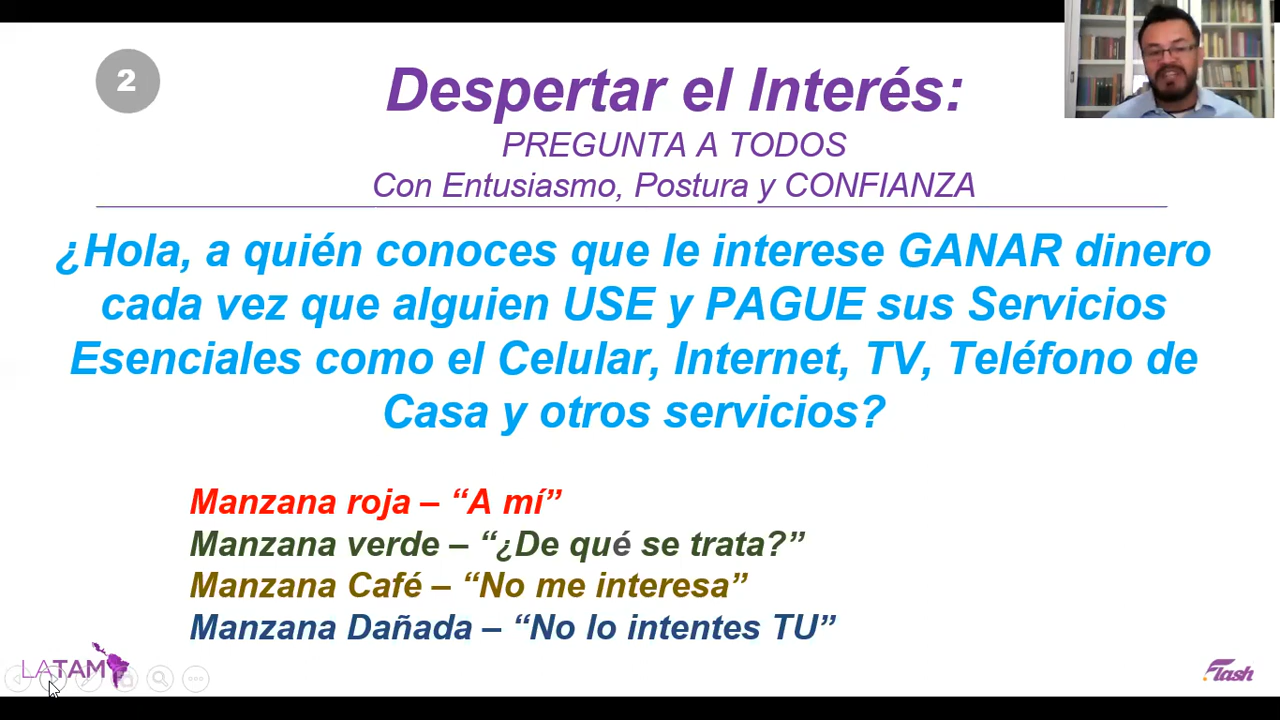 2
Despertar el Interés:
PREGUNTA A TODOS
Con Entusiasmo, Postura y CONFIANZA
¿Hola, a quién conoces que le interese GANAR dinero
cada vez que alguien USE y PAGUE sus Servicios
Esenciales como el Celular, Internet, TV, Teléfono de
Casa y otros servicios?
Manzana roja – “A mí”
Manzana verde – “¿De qué se trata?”
Manzana Café – “No me interesa”
Manzana Dañada – “No lo intentes TU”
LATAM
Flash